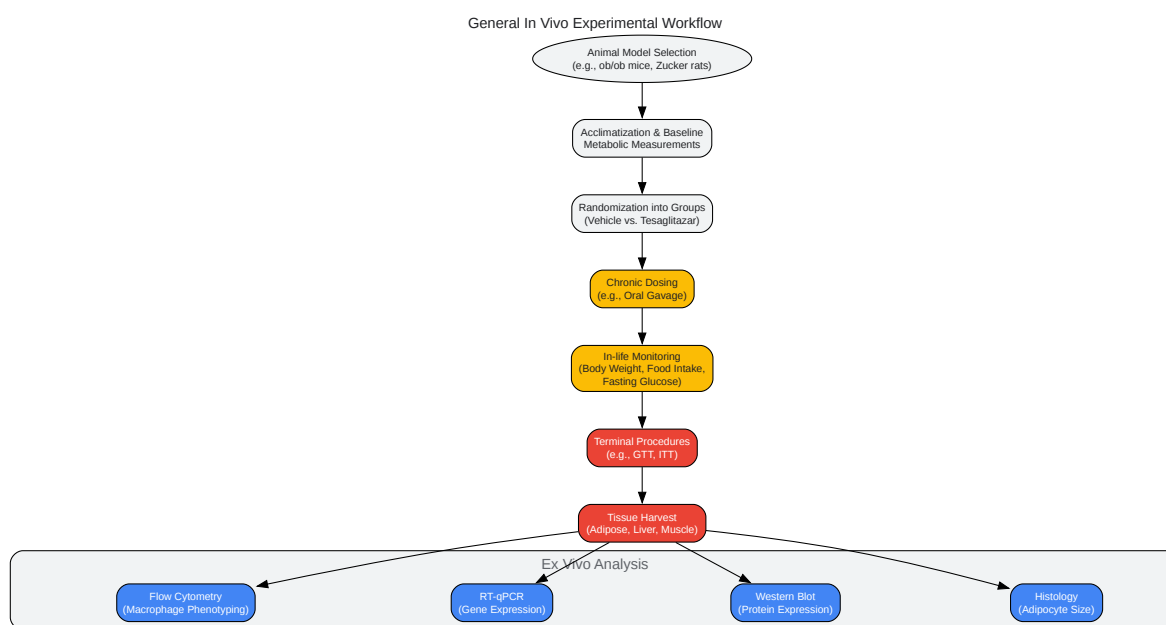 General In Vivo Experimental Workflow
Animal Model Selection
(e.g., ob/ob mice, Zucker rats)
Acclimatization & Baseline
Metabolic Measurements
Randomization into Groups
(Vehicle vs. Tesaglitazar)
Chronic Dosing
(e.g., Oral Gavage)
In-life Monitoring
(Body Weight, Food Intake,
Fasting Glucose)
Terminal Procedures
(e.g., GTT, ITT)
Tissue Harvest
(Adipose, Liver, Muscle)
Ex Vivo Analysis
Flow Cytometry
(Macrophage Phenotyping)
RT-qPCR
(Gene Expression)
Western Blot
(Protein Expression)
Histology
(Adipocyte Size)